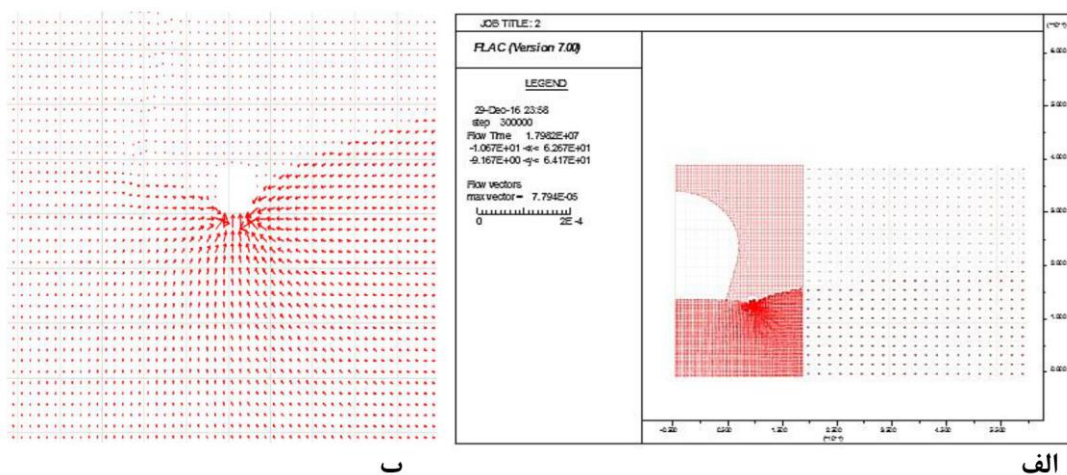 JOB TITLE : 2
FLAC (Version 7.00)
LEGEND
29-Dec-16 23:58
step 300000
Flow Time 1.7982E+07
-1.067E+01 <x< 6.267E+01
-9.167E+00 <y< 6.417E+01
Flow vectors
max vector = 7.794E-05
0 2E -4
ب
الف